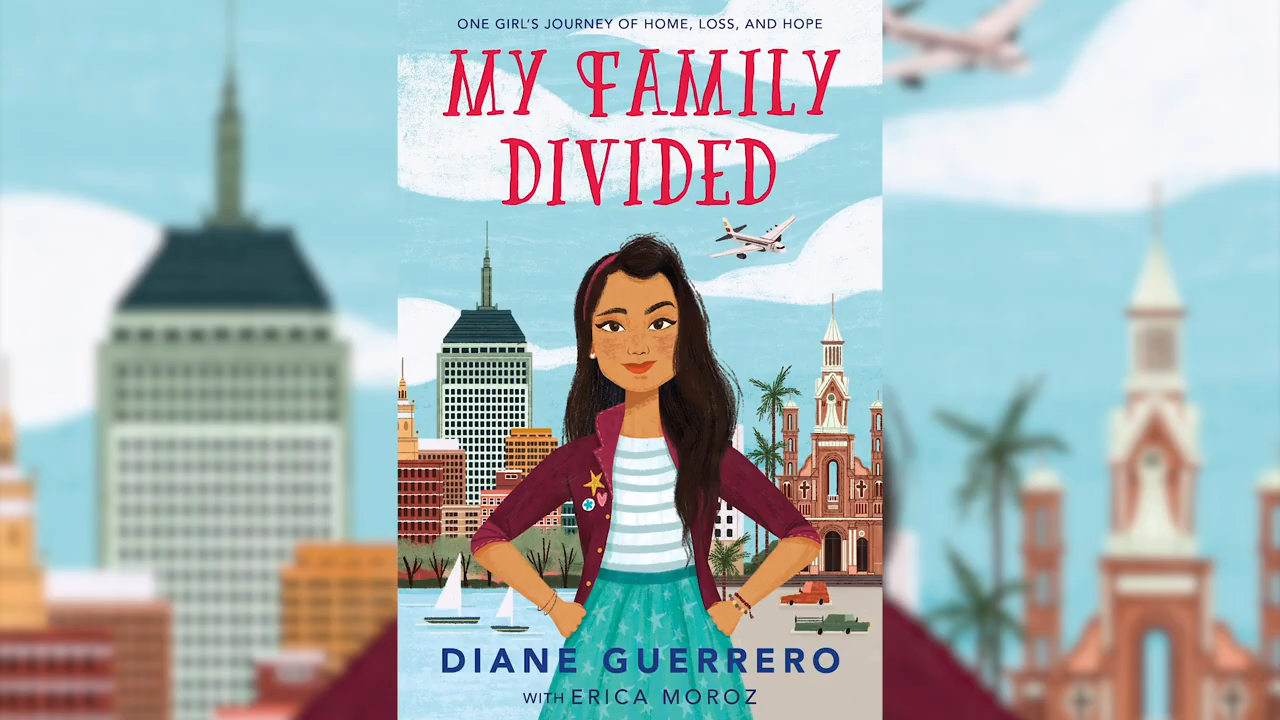 ONE GIRL'S JOURNEY OF HOME, LOSS, AND HOPE
MY FAMILY
DIVIDED
DIANE GUERRERO
WITH ERICA MOROZ